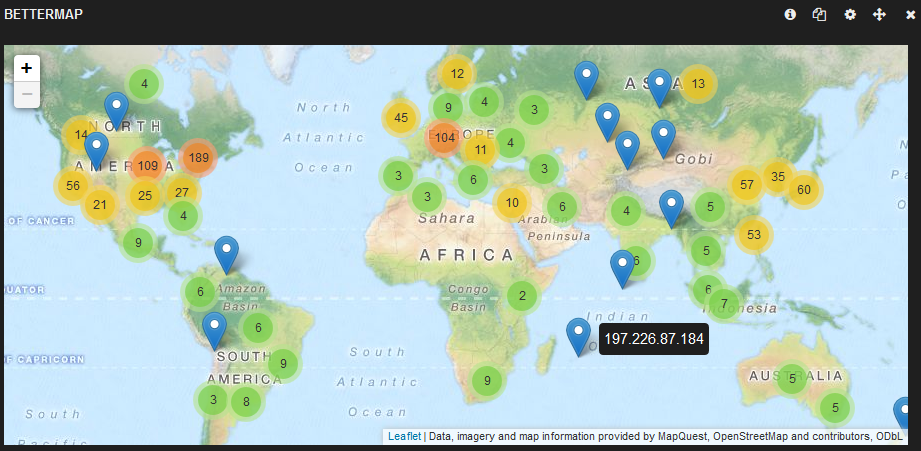 BETTERMAP
+
−
4
12
13
A S
9
4
3
NORTH
AMERICA
North
Atlantic
Ocean
45
14
EUROPE
104
11
4
Gobi
109
189
3
3
6
3
56
21
25
27
4
57
35
60
10
6
4
5
Sahara
Arabian
Peninsula
OF CANCER
9
53
AFRICA
5
6
6
Amazon
Basin
Congo
Basin
2
6
7
Indonesia
QUATOR
Indian
O
197.226.87.184
6
OF CAPRICORN
SOUTH
AMERICA
9
South
Atlantic
Ocean
9
AUSTRALIA
5
3
8
5
South
Pacific
Leaflet | Data, imagery and map information provided by MapQuest, OpenStreetMap and contributors, ODbL